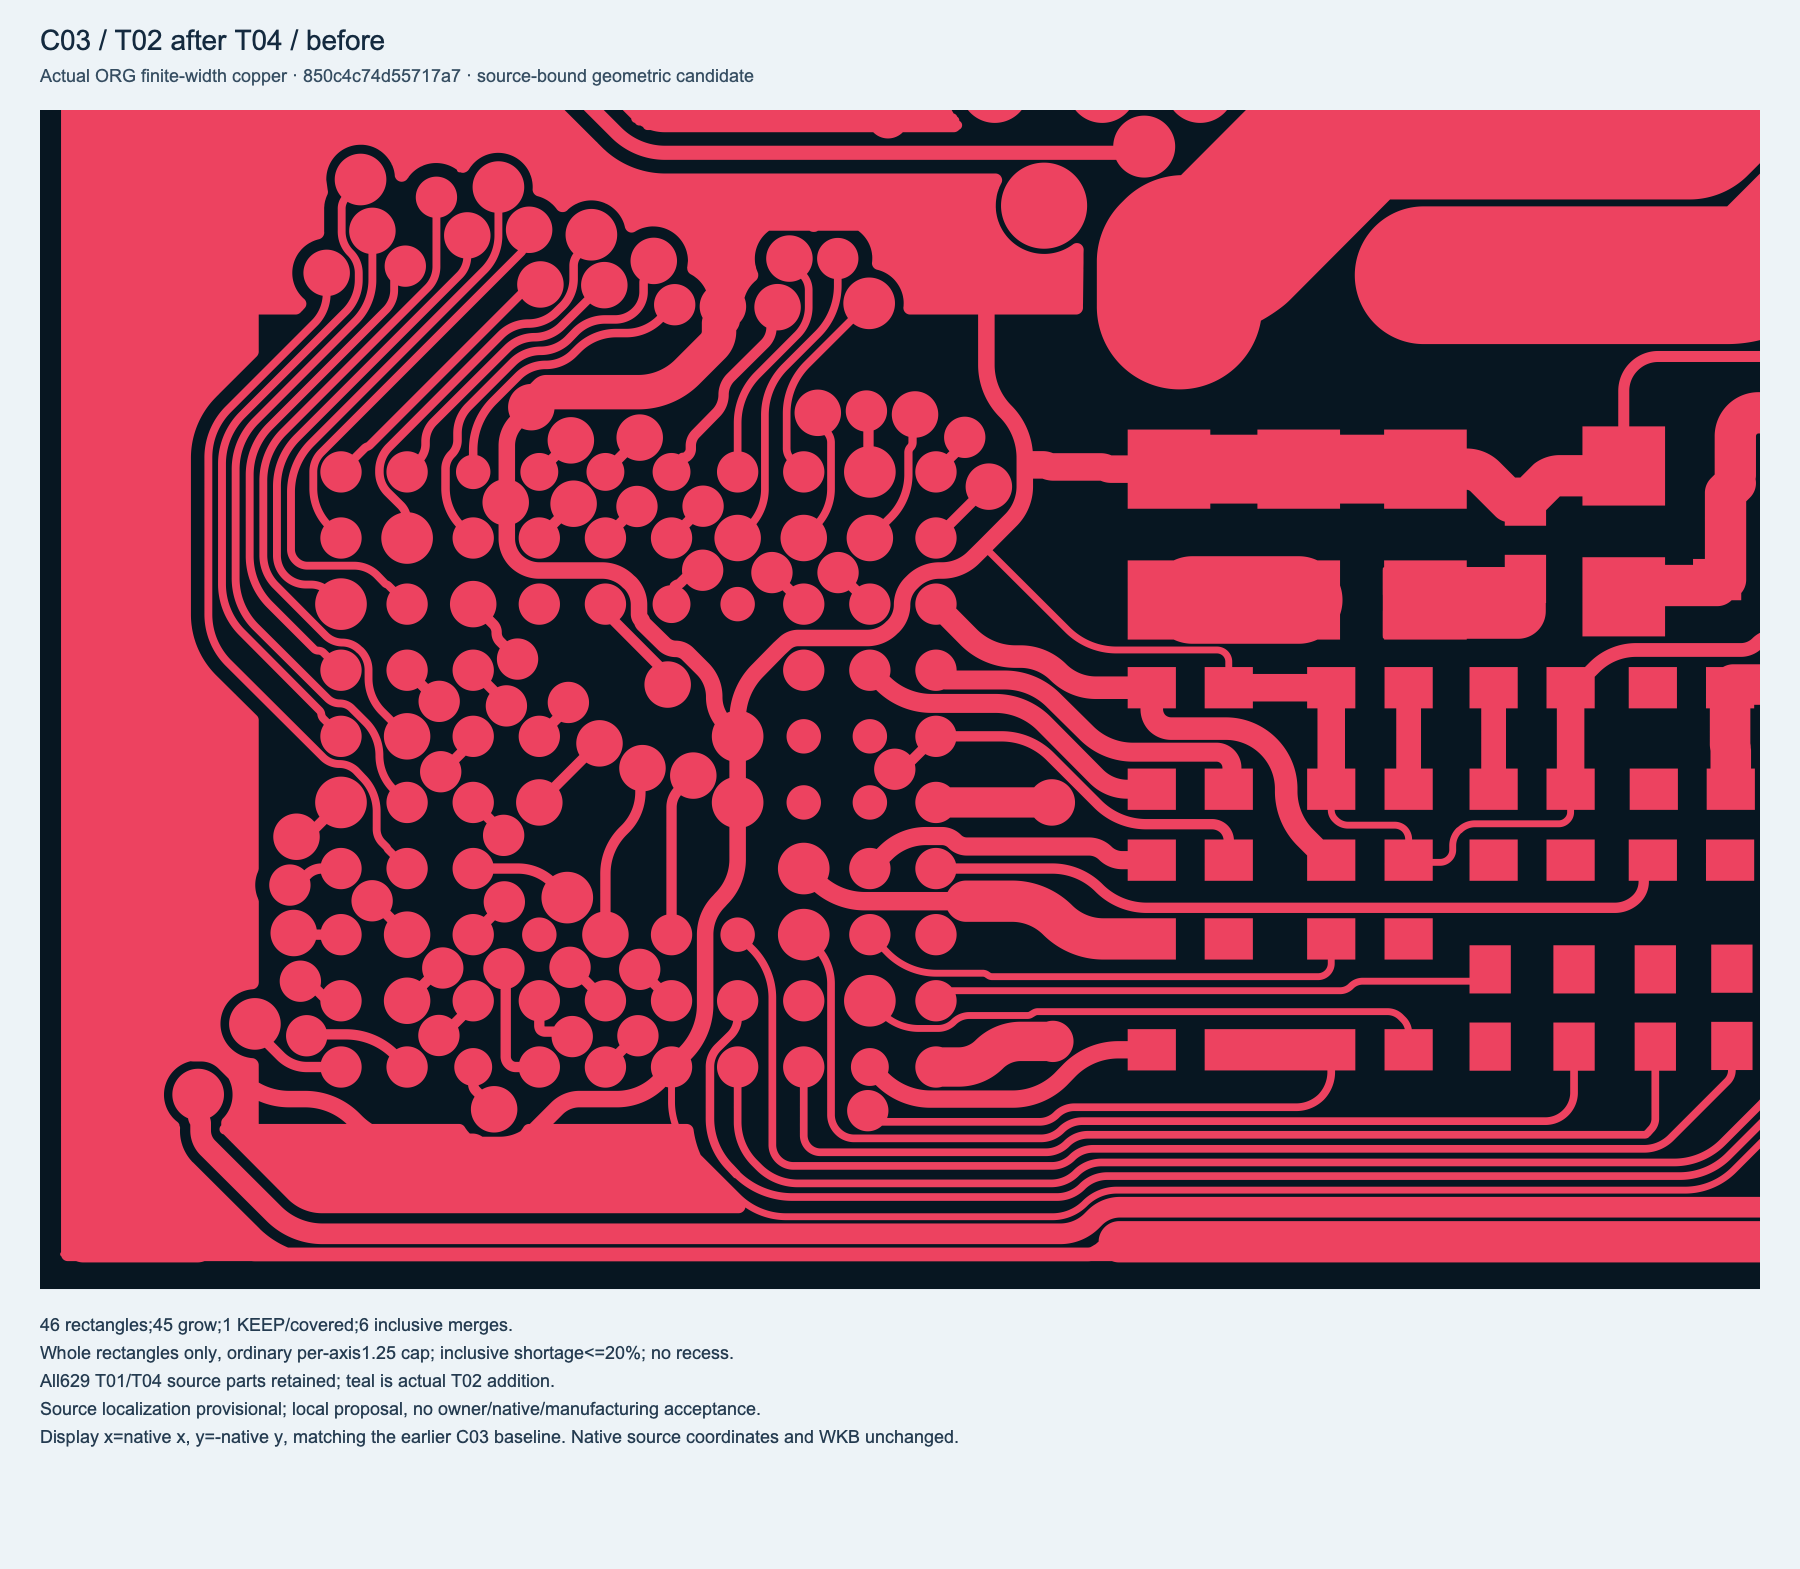 C03 / T02 after T04 / before
Actual ORG finite-width copper · 850c4c74d55717a7 · source-bound geometric candidate
46 rectangles;45 grow;1 KEEP/covered;6 inclusive merges.
Whole rectangles only, ordinary per-axis1.25 cap; inclusive shortage<=20%; no recess.
All629 T01/T04 source parts retained; teal is actual T02 addition.
Source localization provisional; local proposal, no owner/native/manufacturing acceptance.
Display x=native x, y=-native y, matching the earlier C03 baseline. Native source coordinates and WKB unchanged.